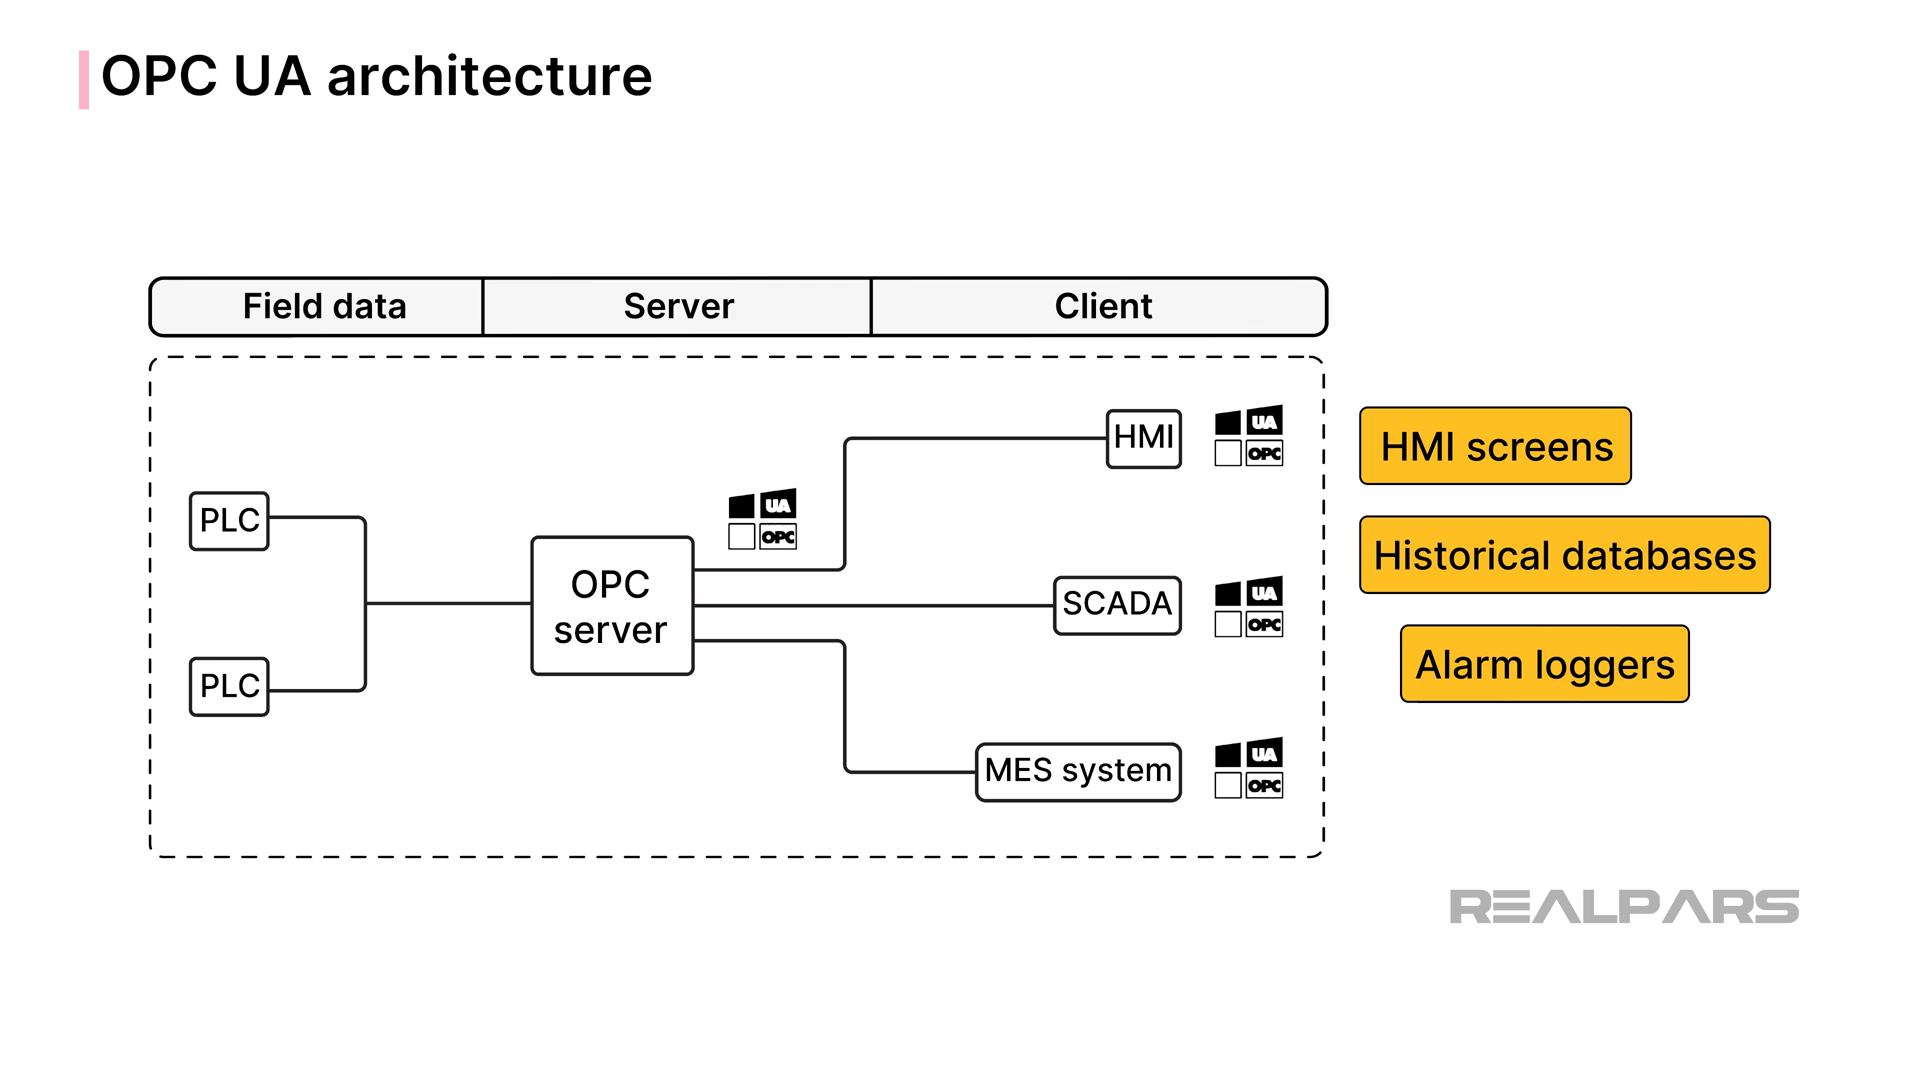 OPC UA architecture
Field data
Server
Client
HMI
UA
OPC
HMI screens
UA
OPC
PLC
OPC
server
SCADA
UA
OPC
Historical databases
PLC
Alarm loggers
MES system
UA
OPC
REALPARS